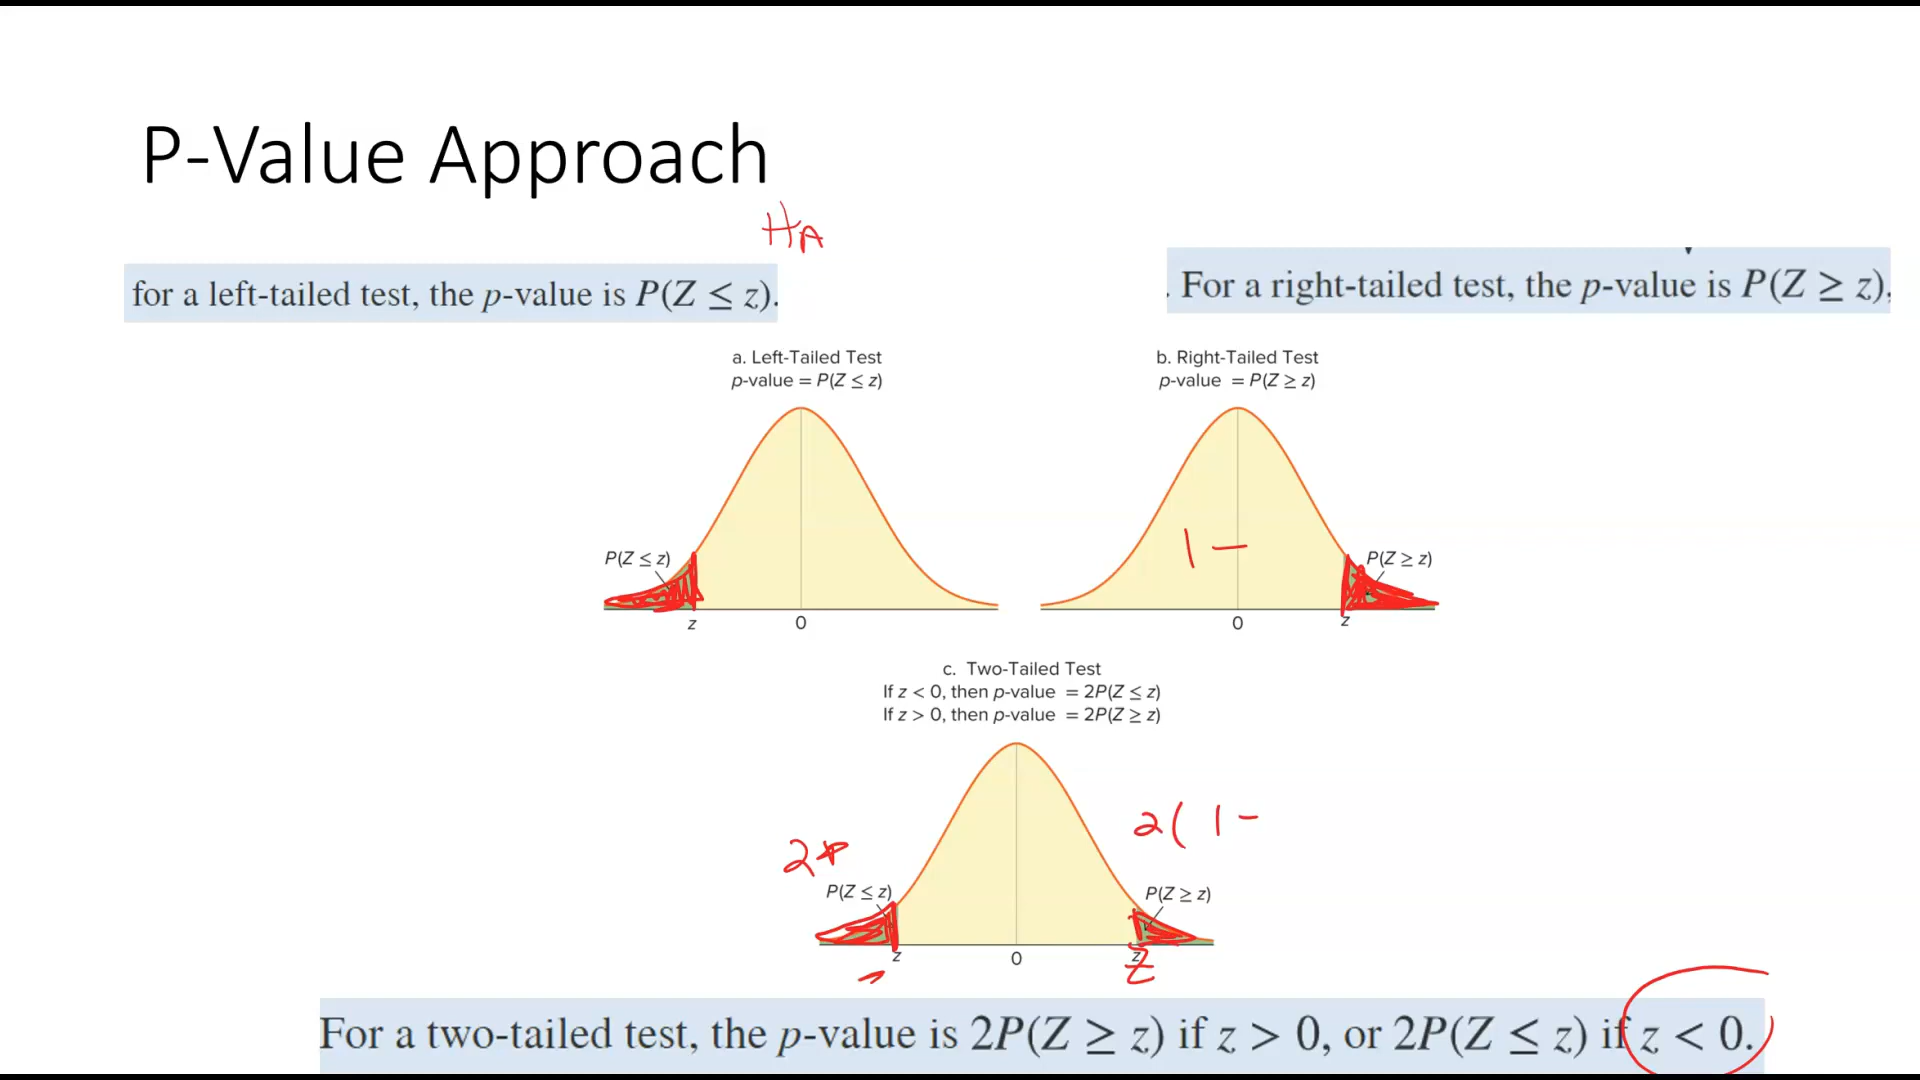 P-Value Approach
H_A
for a left-tailed test, the p-value is P(Z ≤ z).
. For a right-tailed test, the p-value is P(Z ≥ z),
a. Left-Tailed Test
p-value = P(Z ≤ z)
b. Right-Tailed Test
p-value = P(Z ≥ z)
1 -
P(Z ≤ z)
P(Z ≥ z)
z
0
0
z
c. Two-Tailed Test
If z < 0, then p-value = 2P(Z ≤ z)
If z > 0, then p-value = 2P(Z ≥ z)
2( 1 -
2*
P(Z ≤ z)
P(Z ≥ z)
z
0
z
z
For a two-tailed test, the p-value is 2P(Z ≥ z) if z > 0, or 2P(Z ≤ z) if z < 0.